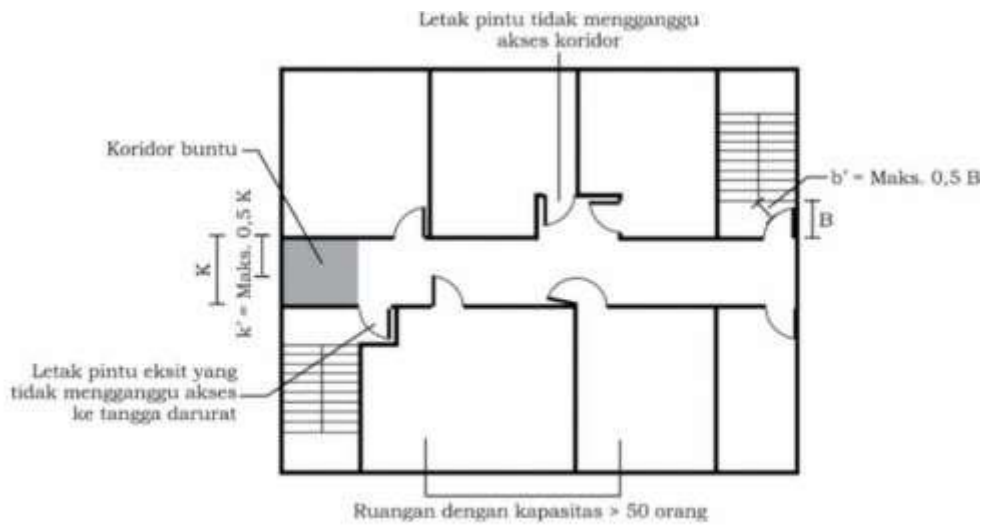 Letak pintu tidak mengganggu
akses koridor
Koridor buntu
b' = Maks. 0,5 B
B
K
k' = Maks. 0,5 K
Letak pintu eksit yang
tidak mengganggu akses
ke tangga darurat
Ruangan dengan kapasitas > 50 orang